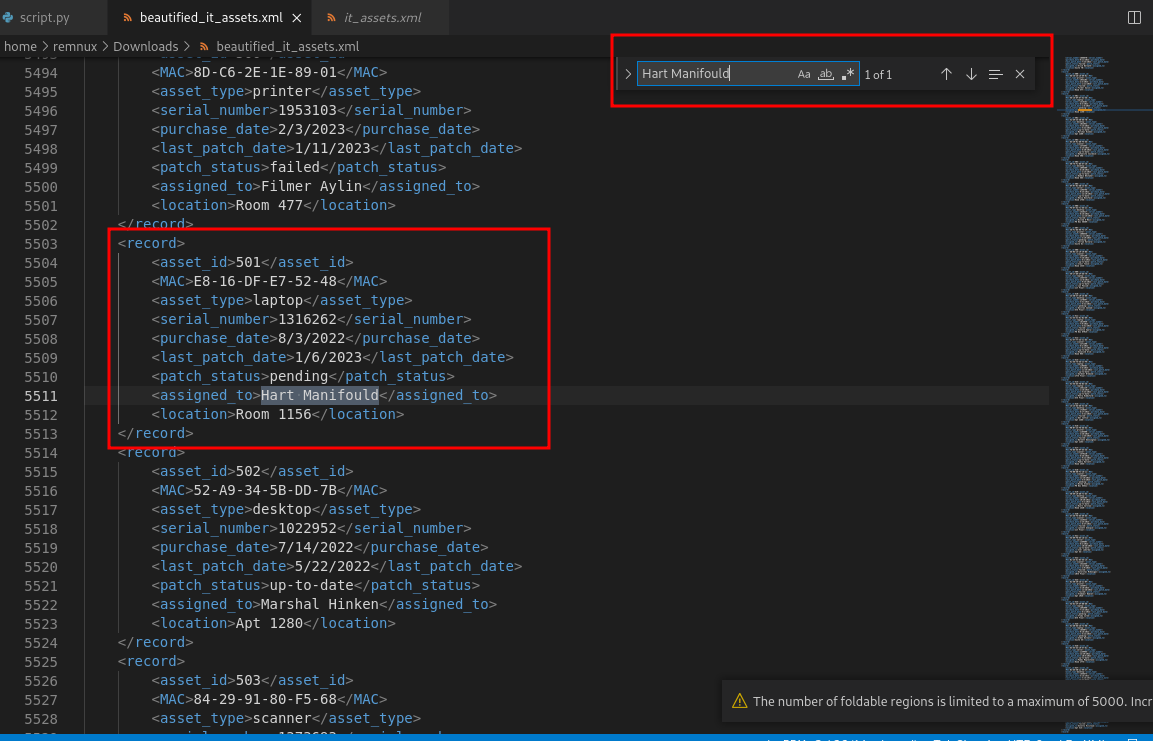 script.py
beautified_it_assets.xml
it_assets.xml
home > remnux > Downloads > beautified_it_assets.xml
Hart Manifould Aa ab 1 of 1
5494 <MAC>8D-C6-2E-1E-89-01</MAC>
5495 <asset_type>printer</asset_type>
5496 <serial_number>1953103</serial_number>
5497 <purchase_date>2/3/2023</purchase_date>
5498 <last_patch_date>1/11/2023</last_patch_date>
5499 <patch_status>failed</patch_status>
5500 <assigned_to>Filmer Aylin</assigned_to>
5501 <location>Room 477</location>
5502 </record>
5503 <record>
5504 <asset_id>501</asset_id>
5505 <MAC>E8-16-DF-E7-52-48</MAC>
5506 <asset_type>laptop</asset_type>
5507 <serial_number>1316262</serial_number>
5508 <purchase_date>8/3/2022</purchase_date>
5509 <last_patch_date>1/6/2023</last_patch_date>
5510 <patch_status>pending</patch_status>
5511 <assigned_to>Hart Manifould</assigned_to>
5512 <location>Room 1156</location>
5513 </record>
5514 <record>
5515 <asset_id>502</asset_id>
5516 <MAC>52-A9-34-5B-DD-7B</MAC>
5517 <asset_type>desktop</asset_type>
5518 <serial_number>1022952</serial_number>
5519 <purchase_date>7/14/2022</purchase_date>
5520 <last_patch_date>5/22/2022</last_patch_date>
5521 <patch_status>up-to-date</patch_status>
5522 <assigned_to>Marshal Hinken</assigned_to>
5523 <location>Apt 1280</location>
5524 </record>
5525 <record>
5526 <asset_id>503</asset_id>
5527 <MAC>84-29-91-80-F5-68</MAC>
5528 <asset_type>scanner</asset_type>
The number of foldable regions is limited to a maximum of 5000. Incr